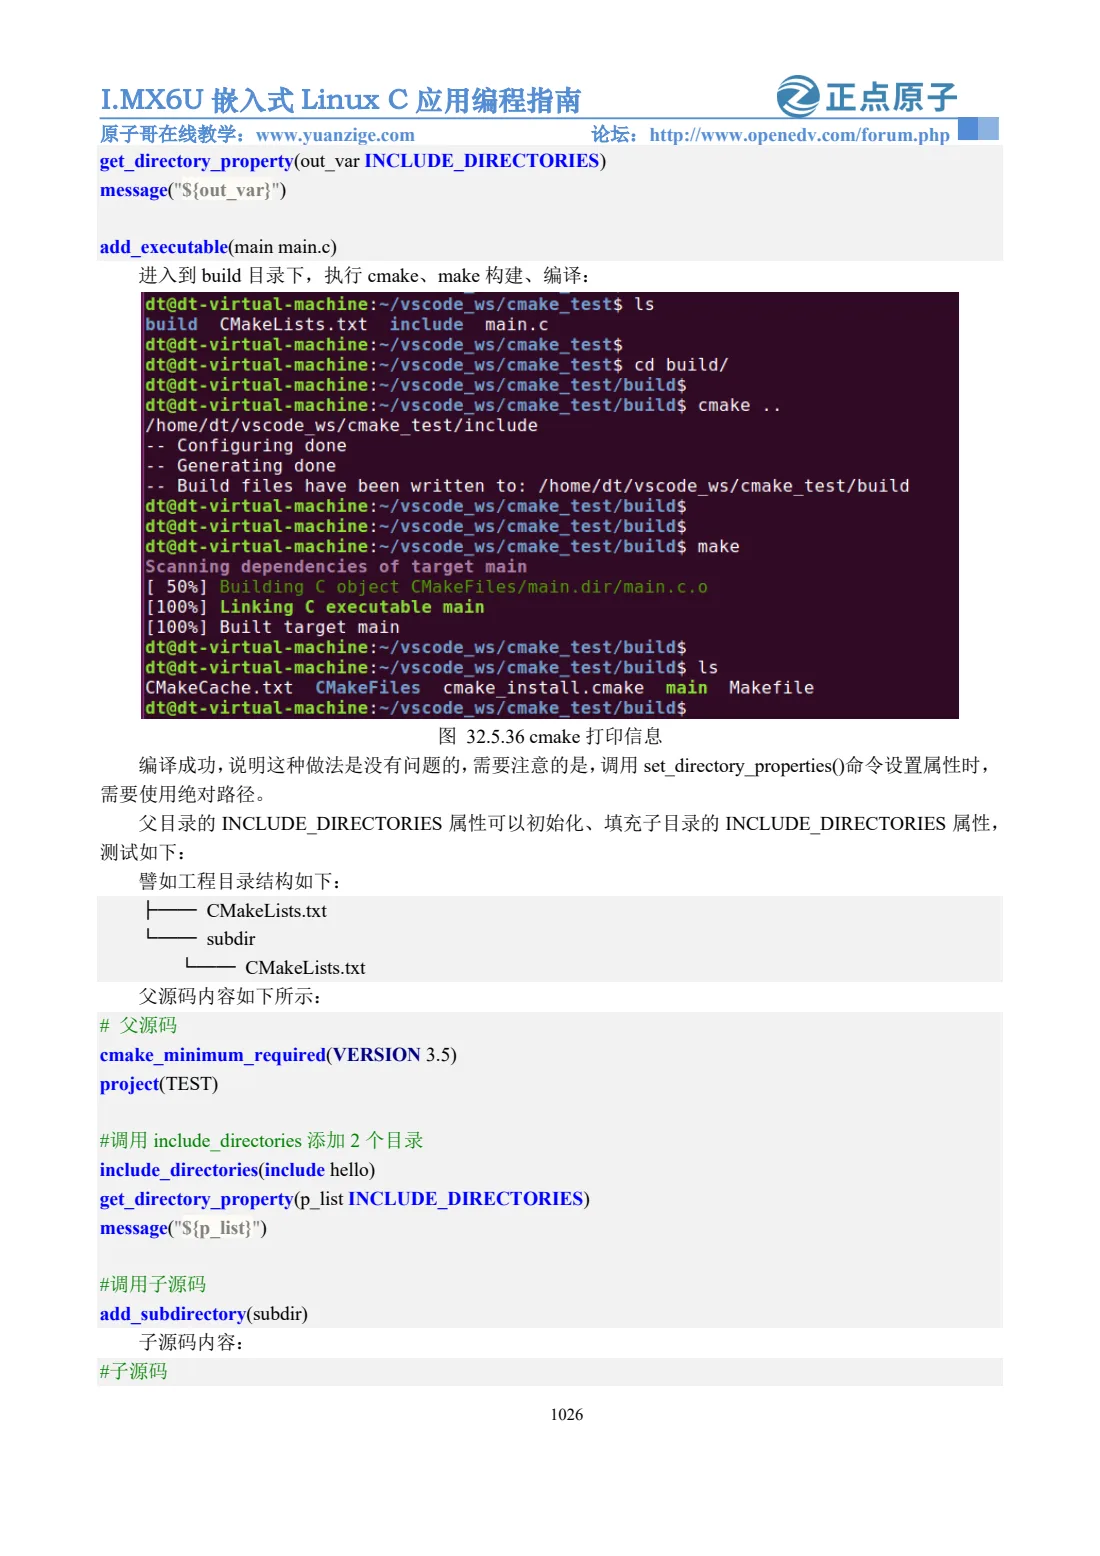 I.MX6U 嵌入式 Linux C 应用编程指南
正点原子
原子哥在线教学：www.yuanzige.com 论坛：http://www.openedv.com/forum.php
get_directory_property(out_var INCLUDE_DIRECTORIES)
message("${out_var}")
add_executable(main main.c)
进入到 build 目录下，执行 cmake、make 构建、编译：
dt@dt-virtual-machine:~/vscode_ws/cmake_test$ ls
build CMakeLists.txt include main.c
dt@dt-virtual-machine:~/vscode_ws/cmake_test$
dt@dt-virtual-machine:~/vscode_ws/cmake_test$ cd build/
dt@dt-virtual-machine:~/vscode_ws/cmake_test/build$
dt@dt-virtual-machine:~/vscode_ws/cmake_test/build$ cmake ..
/home/dt/vscode_ws/cmake_test/include
-- Configuring done
-- Generating done
-- Build files have been written to: /home/dt/vscode_ws/cmake_test/build
dt@dt-virtual-machine:~/vscode_ws/cmake_test/build$
dt@dt-virtual-machine:~/vscode_ws/cmake_test/build$
dt@dt-virtual-machine:~/vscode_ws/cmake_test/build$ make
Scanning dependencies of target main
[ 50%] Building C object CMakeFiles/main.dir/main.c.o
[100%] Linking C executable main
[100%] Built target main
dt@dt-virtual-machine:~/vscode_ws/cmake_test/build$
dt@dt-virtual-machine:~/vscode_ws/cmake_test/build$ ls
CMakeCache.txt CMakeFiles cmake_install.cmake main Makefile
dt@dt-virtual-machine:~/vscode_ws/cmake_test/build$
图 32.5.36 cmake 打印信息
编译成功，说明这种做法是没有问题的，需要注意的是，调用 set_directory_properties()命令设置属性时，
需要使用绝对路径。
父目录的 INCLUDE_DIRECTORIES 属性可以初始化、填充子目录的 INCLUDE_DIRECTORIES 属性，
测试如下：
譬如工程目录结构如下：
├── CMakeLists.txt
└── subdir
└── CMakeLists.txt
父源码内容如下所示：
# 父源码
cmake_minimum_required(VERSION 3.5)
project(TEST)
#调用 include_directories 添加 2 个目录
include_directories(include hello)
get_directory_property(p_list INCLUDE_DIRECTORIES)
message("${p_list}")
#调用子源码
add_subdirectory(subdir)
子源码内容：
#子源码
1026